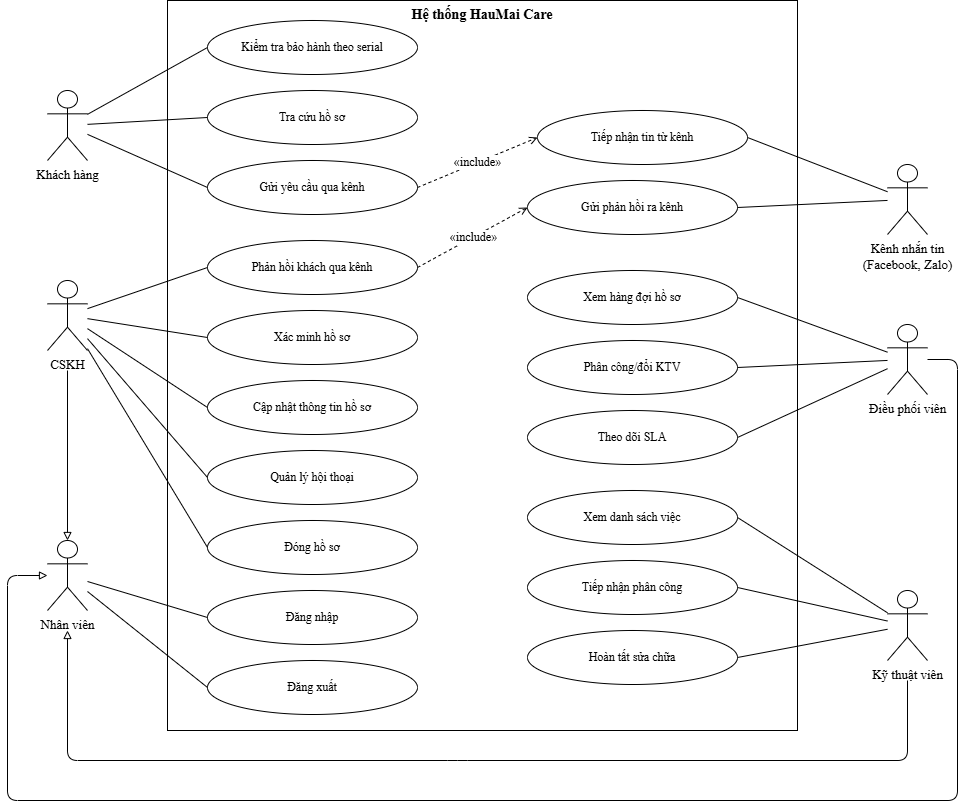 Hệ thống HauMai Care
Kiểm tra bảo hành theo serial
Tra cứu hồ sơ
Khách hàng
Gửi yêu cầu qua kênh
«include»
Tiếp nhận tin từ kênh
Gửi phản hồi ra kênh
Kênh nhắn tin
(Facebook, Zalo)
«include»
Phản hồi khách qua kênh
Xem hàng đợi hồ sơ
CSKH
Xác minh hồ sơ
Phân công/đổi KTV
Điều phối viên
Cập nhật thông tin hồ sơ
Theo dõi SLA
Quản lý hội thoại
Xem danh sách việc
Đóng hồ sơ
Tiếp nhận phân công
Nhân viên
Đăng nhập
Hoàn tất sửa chữa
Kỹ thuật viên
Đăng xuất